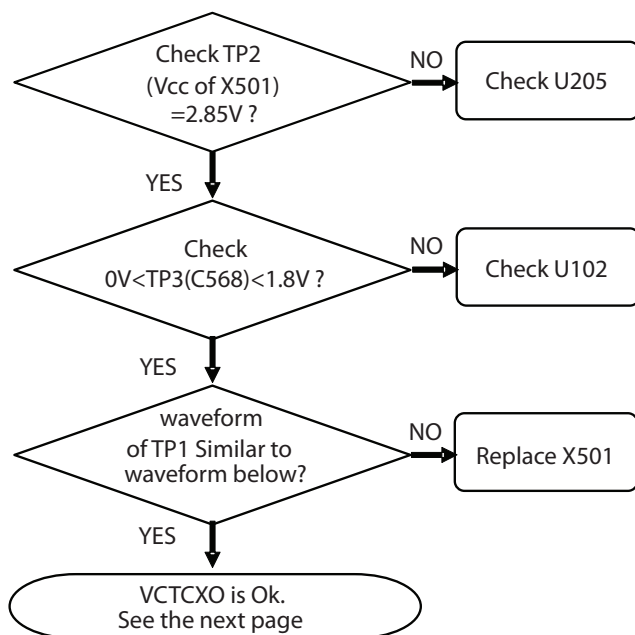 Check TP2
(Vcc of X501)
=2.85V ?
NO
Check U205
YES
Check
0V<TP3(C568)<1.8V ?
NO
Check U102
YES
waveform
of TP1 Similar to
waveform below?
NO
Replace X501
YES
VCTCXO is Ok.
See the next page